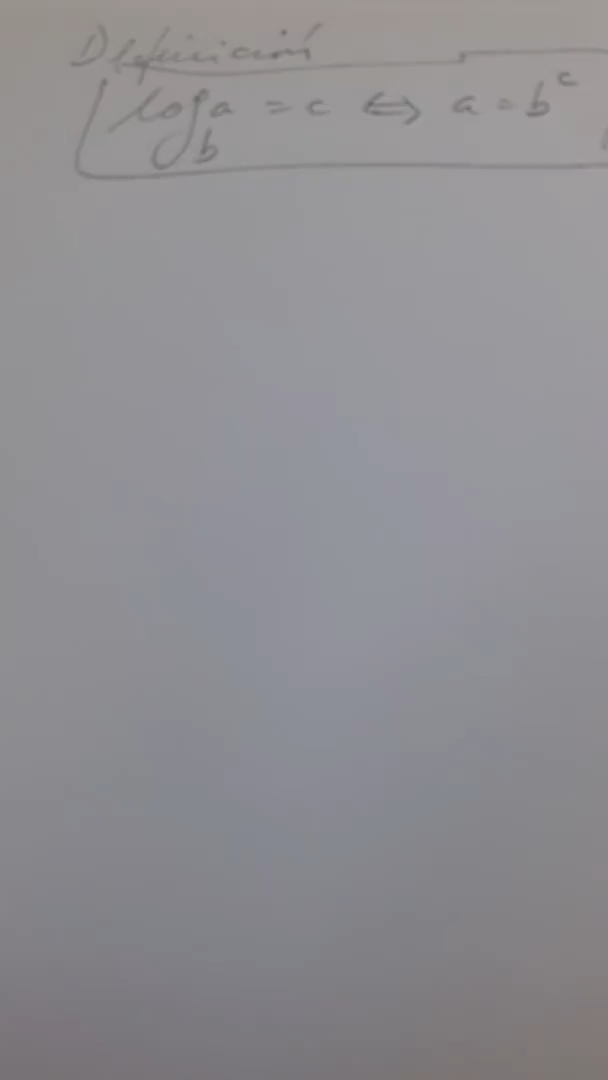 Definición
log_b a = c ⇔ a = b^c